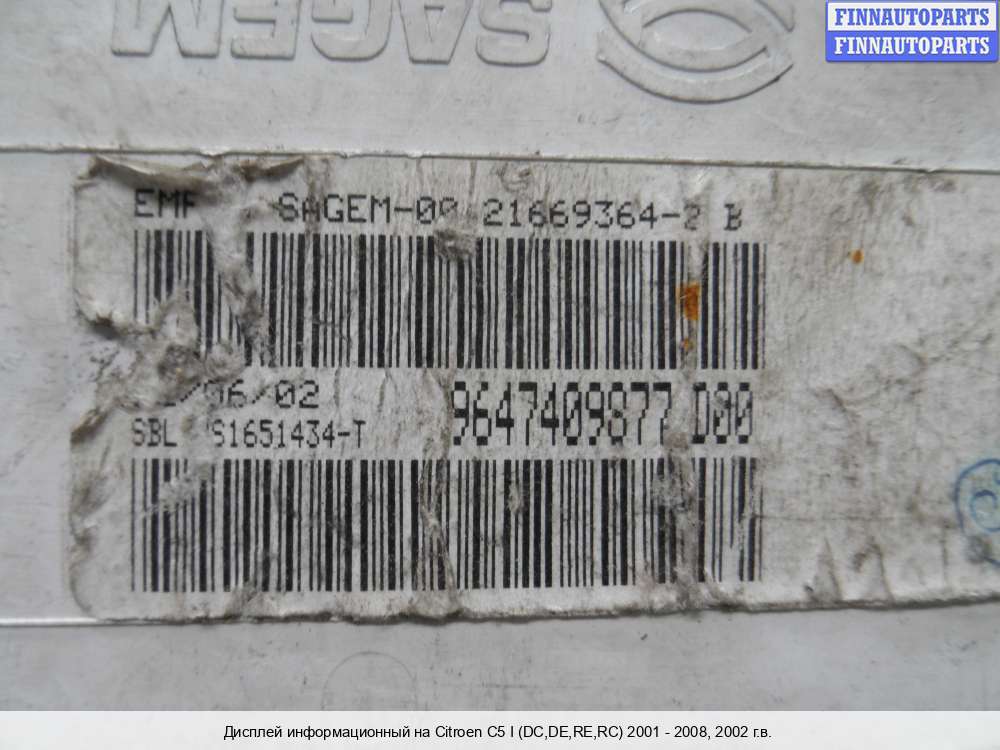 FINNAUTOPARTS
FINNAUTOPARTS
SAGEM
EMF SAGEM-00 21669364-2 B
/06/02
9647409877 D00
SBL S1651434-T
Дисплей информационный на Citroen C5 I (DC,DE,RE,RC) 2001 - 2008, 2002 г.в.